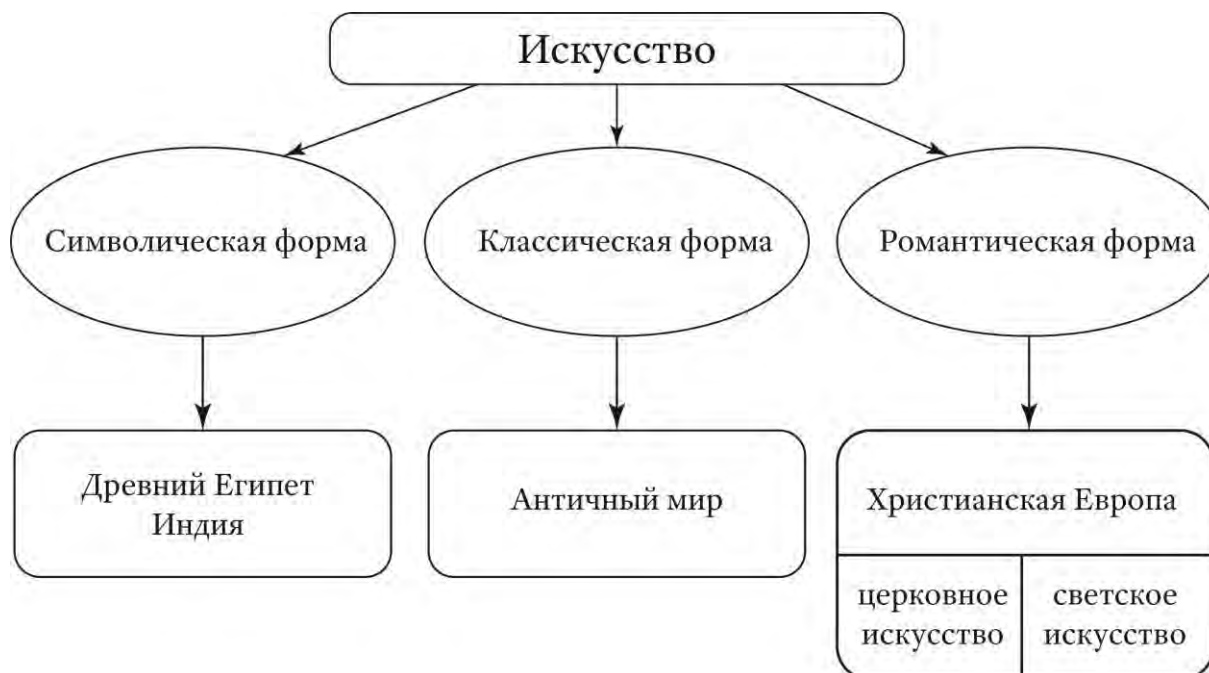 Искусство
Символическая форма
Классическая форма
Романтическая форма
Древний Египет
Индия
Античный мир
Христианская Европа
церковное
искусство
светское
искусство